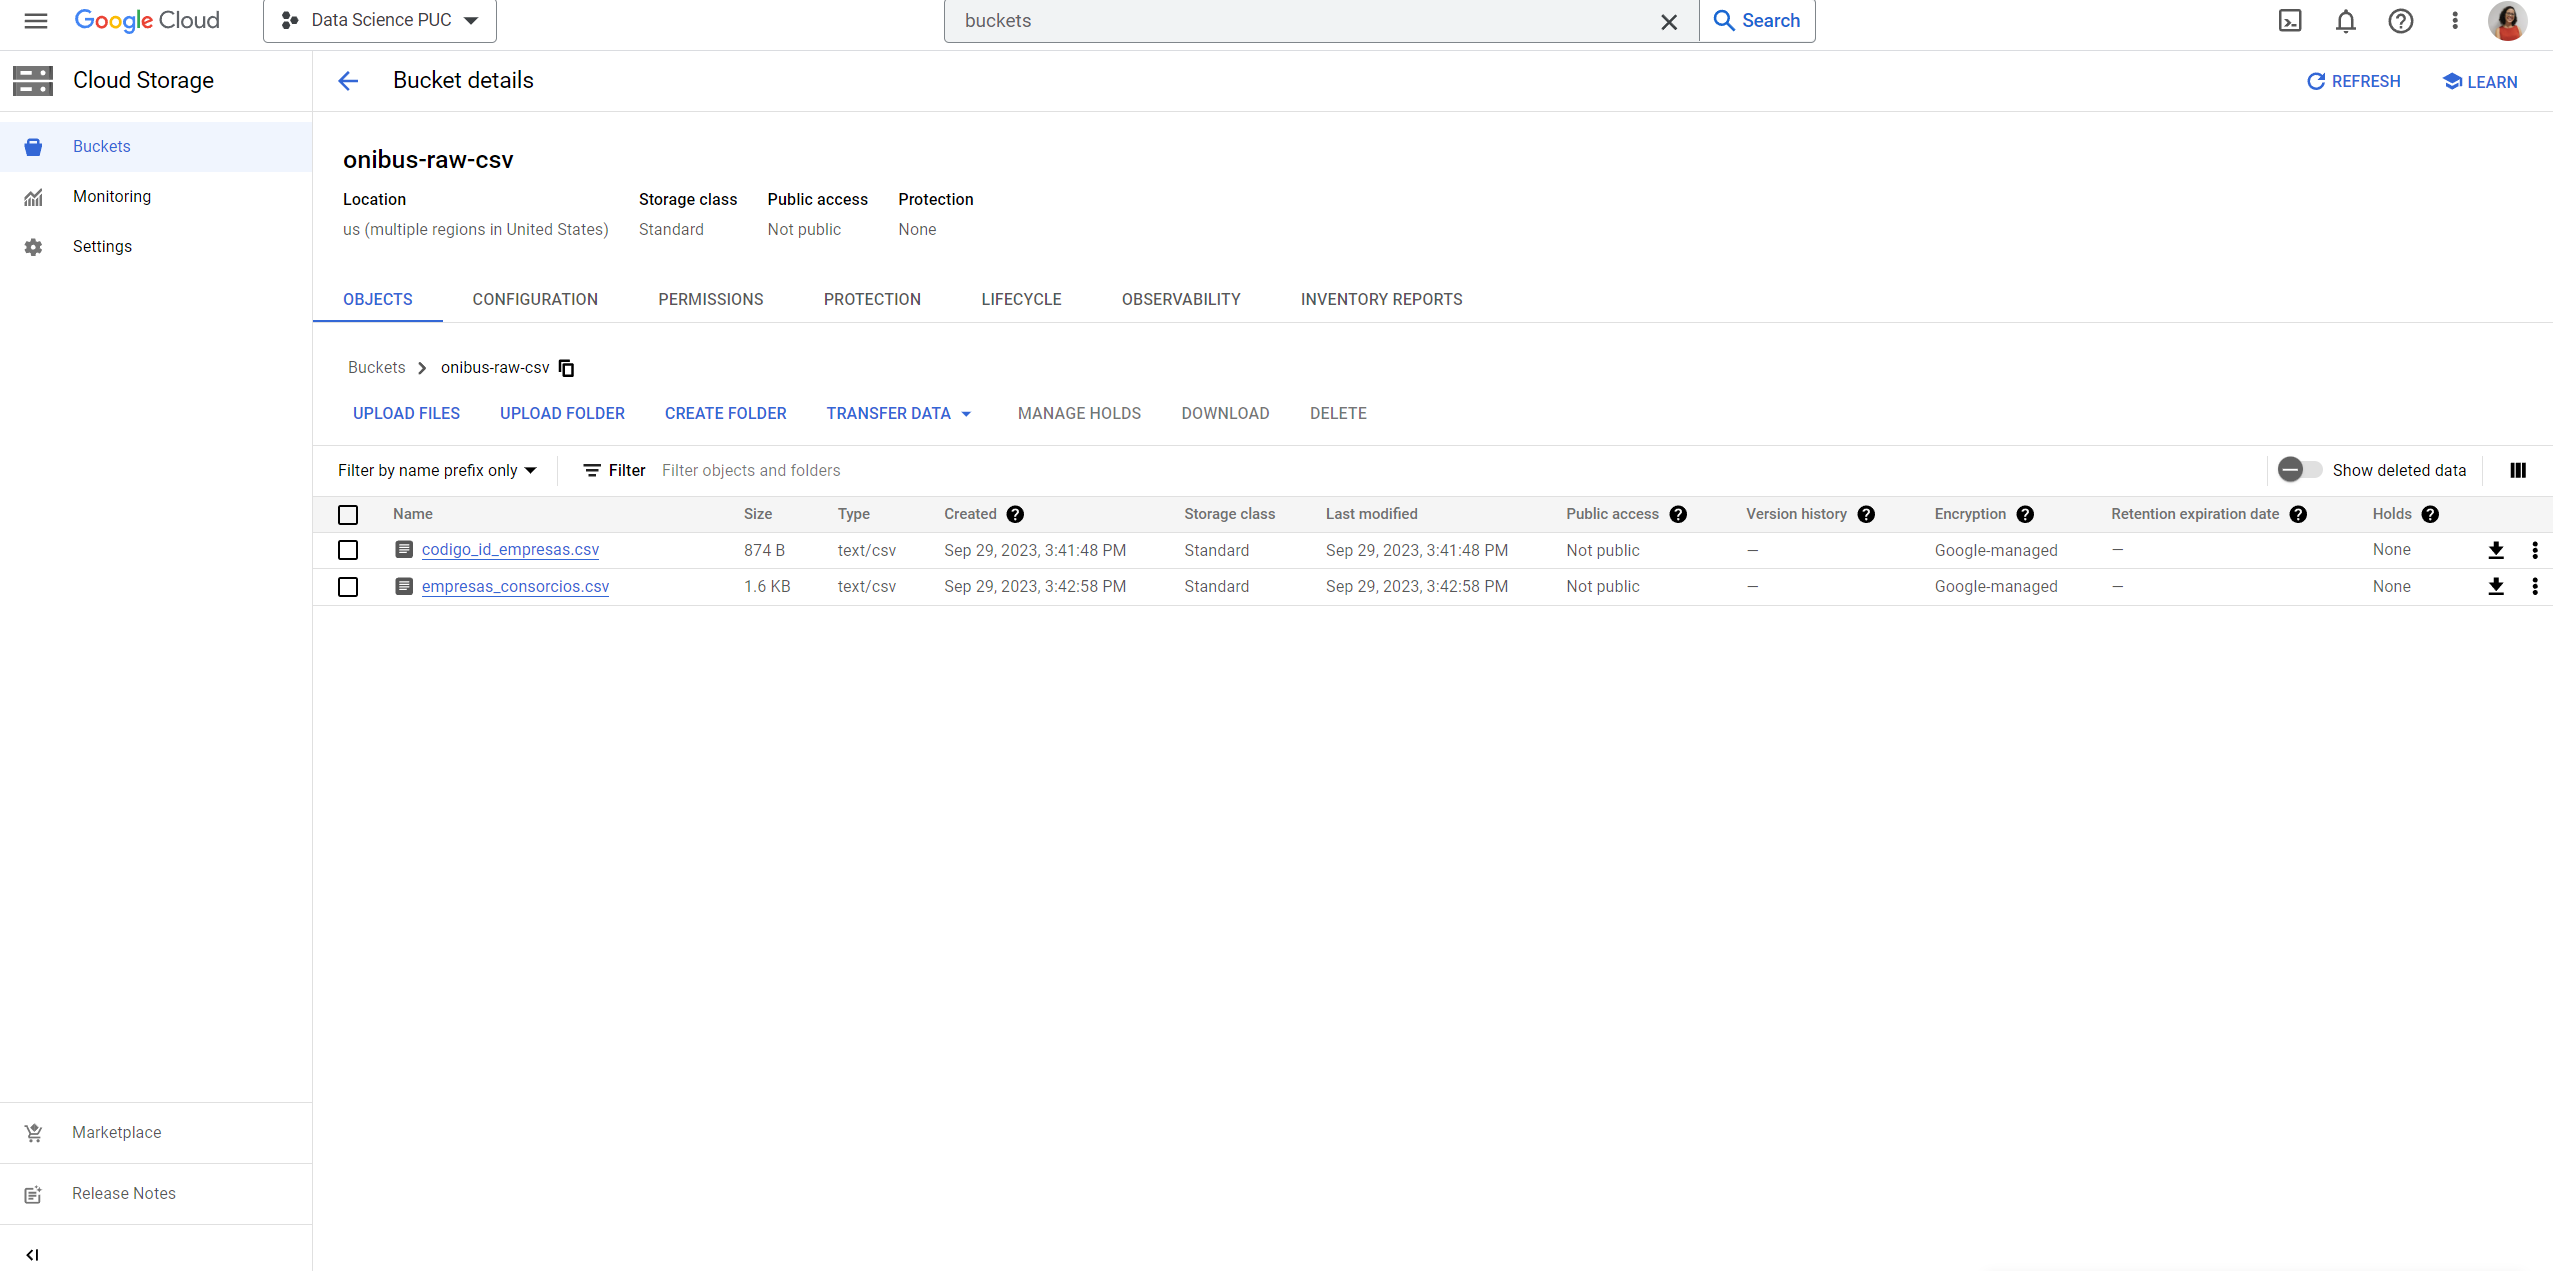 Google Cloud
Data Science PUC
buckets
Search
Cloud Storage
Bucket details
REFRESH
LEARN
Buckets
Monitoring
Settings
onibus-raw-csv
Location Storage class Public access Protection
us (multiple regions in United States) Standard Not public None
OBJECTS CONFIGURATION PERMISSIONS PROTECTION LIFECYCLE OBSERVABILITY INVENTORY REPORTS
Buckets onibus-raw-csv
UPLOAD FILES UPLOAD FOLDER CREATE FOLDER TRANSFER DATA MANAGE HOLDS DOWNLOAD DELETE
Filter by name prefix only Filter Filter objects and folders Show deleted data
Name Size Type Created Storage class Last modified Public access Version history Encryption Retention expiration date Holds
codigo_id_empresas.csv 874 B text/csv Sep 29, 2023, 3:41:48 PM Standard Sep 29, 2023, 3:41:48 PM Not public — Google-managed — None
empresas_consorcios.csv 1.6 KB text/csv Sep 29, 2023, 3:42:58 PM Standard Sep 29, 2023, 3:42:58 PM Not public — Google-managed — None
Marketplace
Release Notes